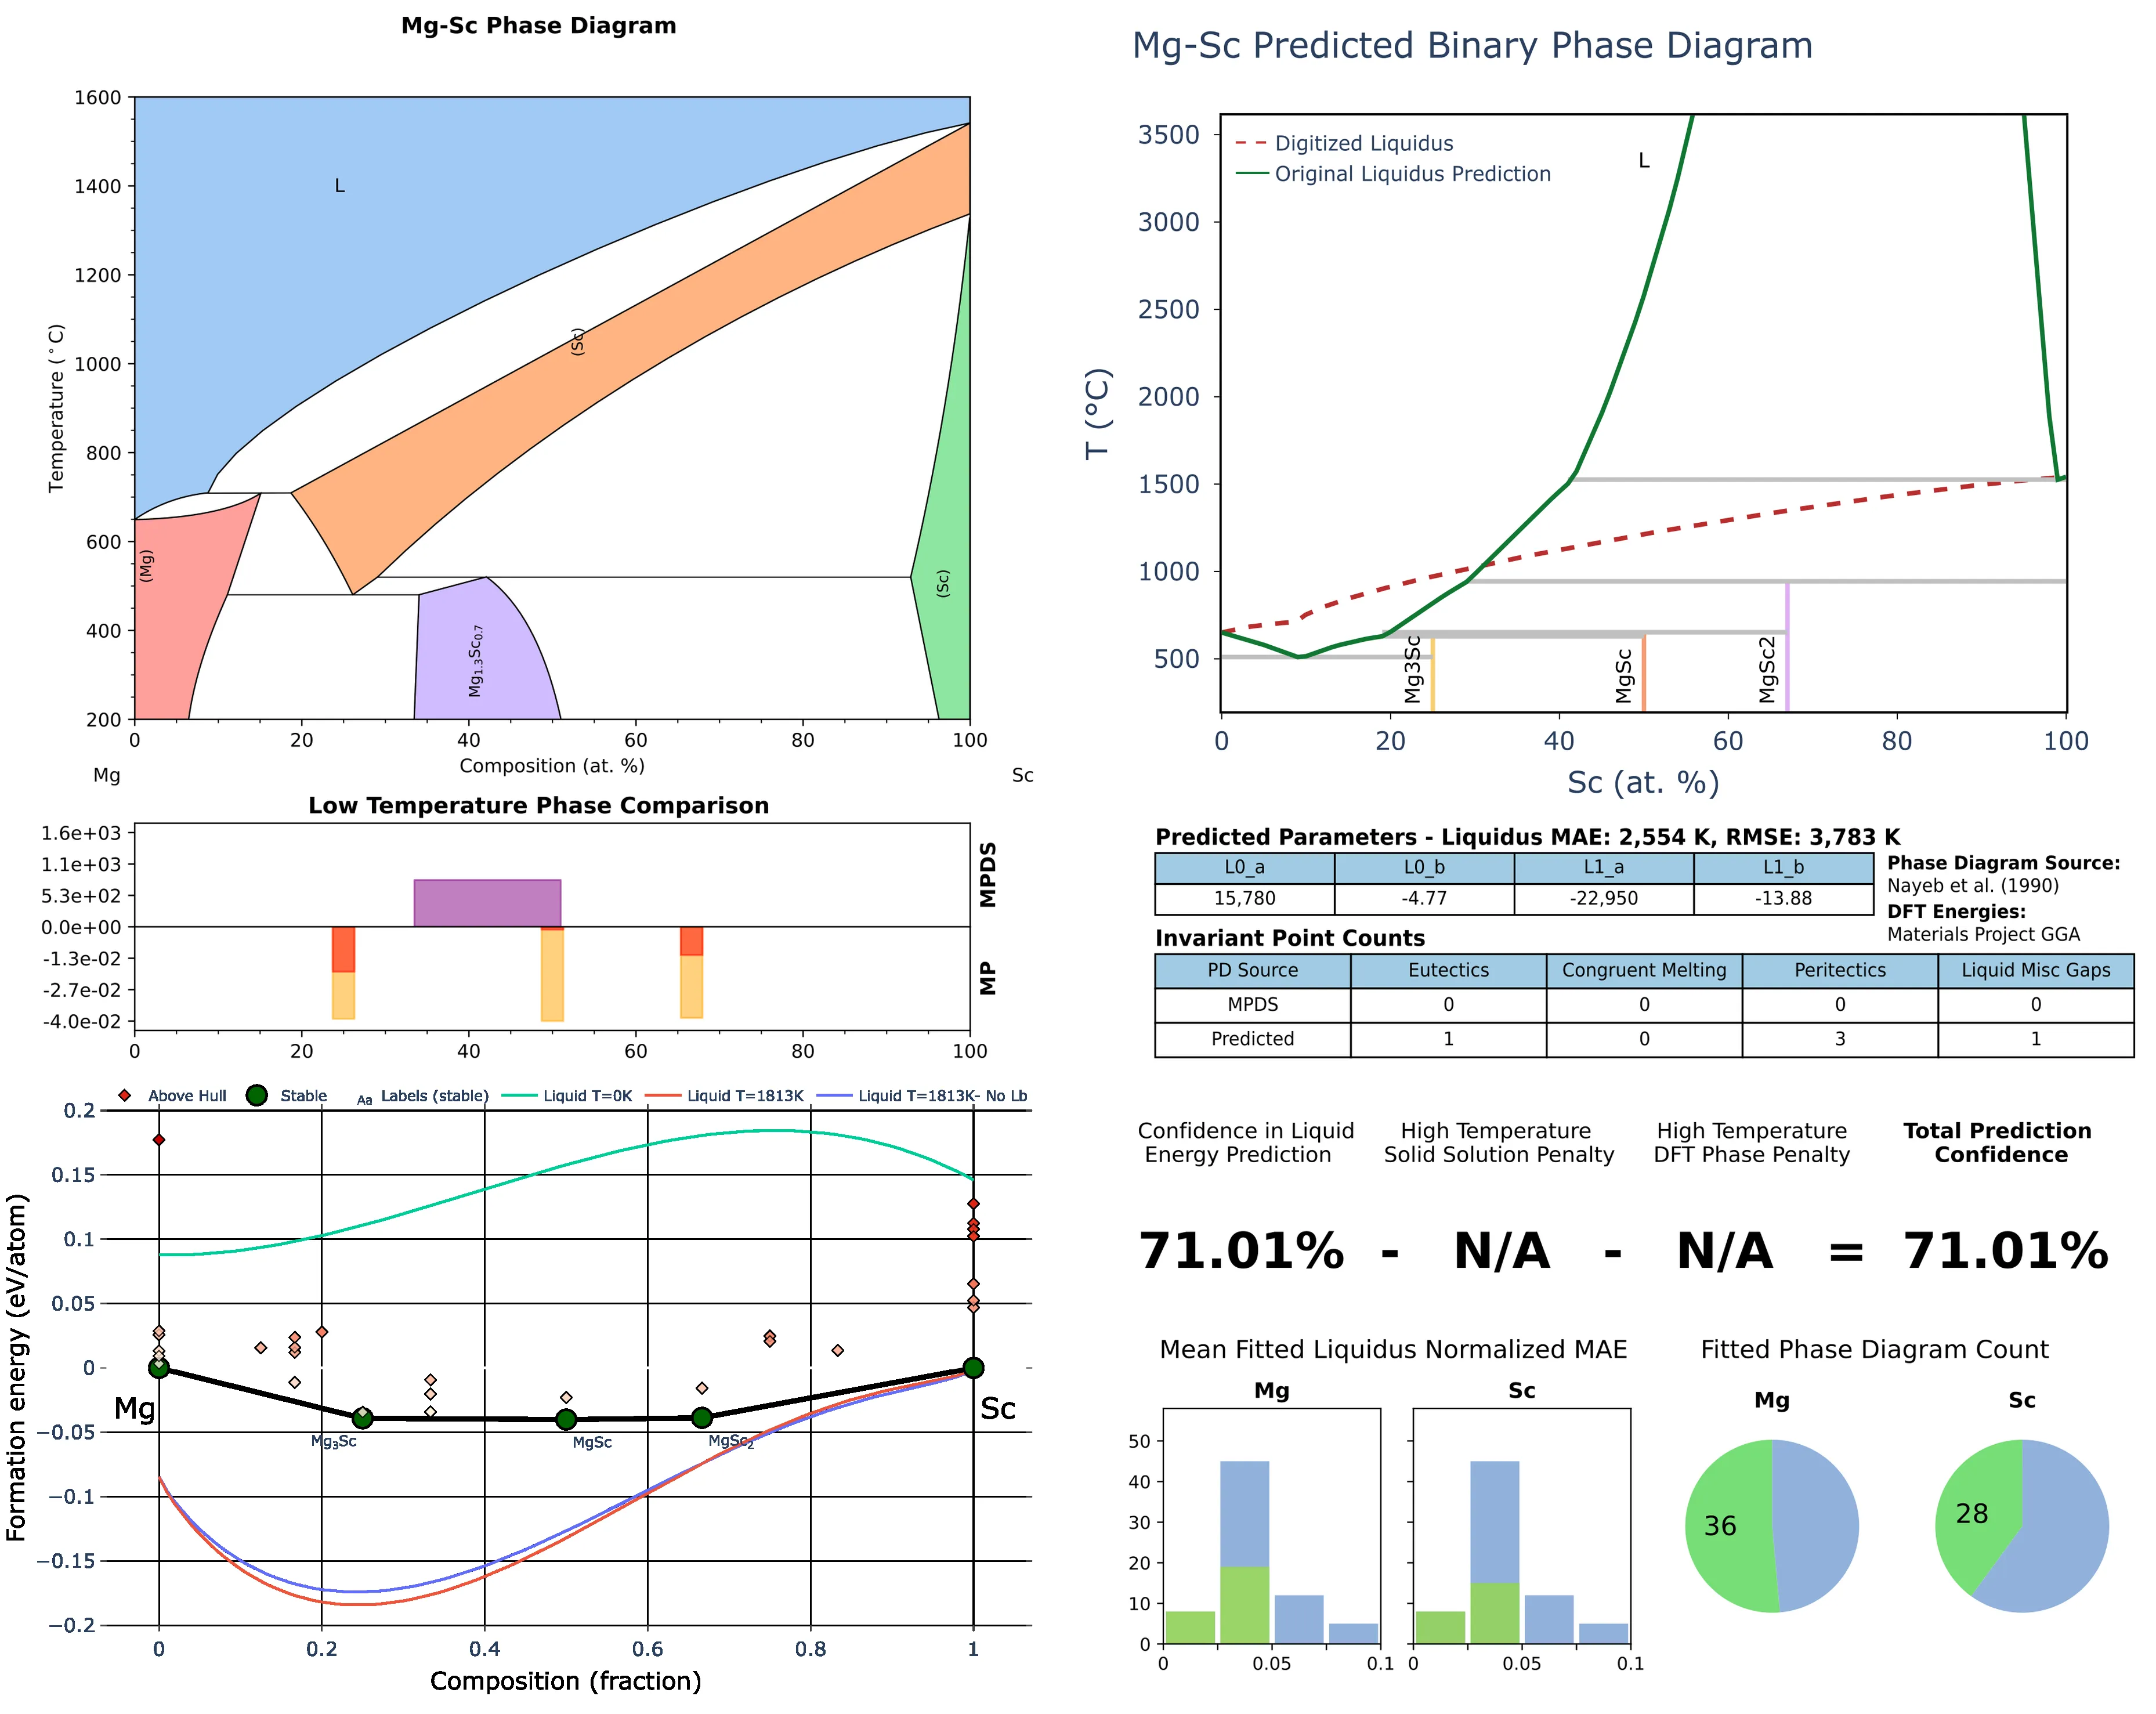 Mg-Sc Phase Diagram
1600
1400
1200
1000
800
600
400
200
Temperature (°C)
L
(Sc)
(Mg)
Mg1.3Sc0.7
(Sc)
0 20 40 60 80 100
Composition (at. %)
Mg Sc
Low Temperature Phase Comparison
1.6e+03
1.1e+03
5.3e+02
0.0e+00
-1.3e-02
-2.7e-02
-4.0e-02
MPDS
MP
0 20 40 60 80 100
Above Hull Stable Aa Labels (stable) Liquid T=0K Liquid T=1813K Liquid T=1813K- No Lb
0.2
0.15
0.1
0.05
0
−0.05
−0.1
−0.15
−0.2
Formation energy (eV/atom)
Mg
Mg3Sc
MgSc
MgSc2
Sc
0 0.2 0.4 0.6 0.8 1
Composition (fraction)
Mg-Sc Predicted Binary Phase Diagram
Digitized Liquidus
Original Liquidus Prediction
L
3500
3000
2500
2000
1500
1000
500
T (°C)
Mg3Sc
MgSc
MgSc2
0 20 40 60 80 100
Sc (at. %)
Predicted Parameters - Liquidus MAE: 2,554 K, RMSE: 3,783 K
L0_a L0_b L1_a L1_b
15,780 -4.77 -22,950 -13.88
Phase Diagram Source:
Nayeb et al. (1990)
DFT Energies:
Materials Project GGA
Invariant Point Counts
PD Source Eutectics Congruent Melting Peritectics Liquid Misc Gaps
MPDS 0 0 0 0
Predicted 1 0 3 1
Confidence in Liquid
Energy Prediction
High Temperature
Solid Solution Penalty
High Temperature
DFT Phase Penalty
Total Prediction
Confidence
71.01% - N/A - N/A = 71.01%
Mean Fitted Liquidus Normalized MAE
Mg Sc
50
40
30
20
10
0
0 0.05 0.1
0 0.05 0.1
Fitted Phase Diagram Count
Mg Sc
36
28